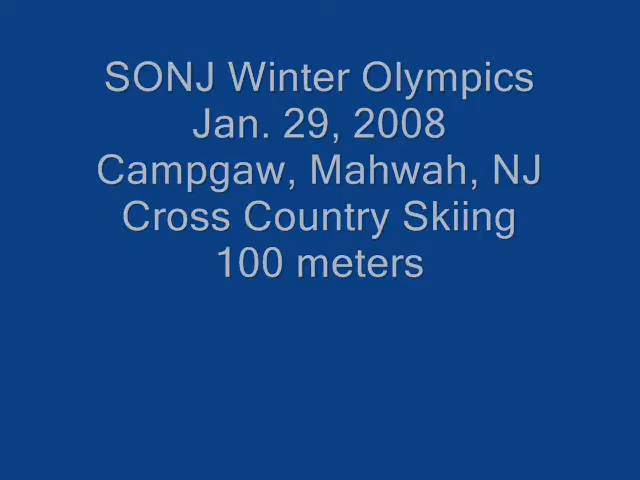 SONJ Winter Olympics
Jan. 29, 2008
Campgaw, Mahwah, NJ
Cross Country Skiing
100 meters